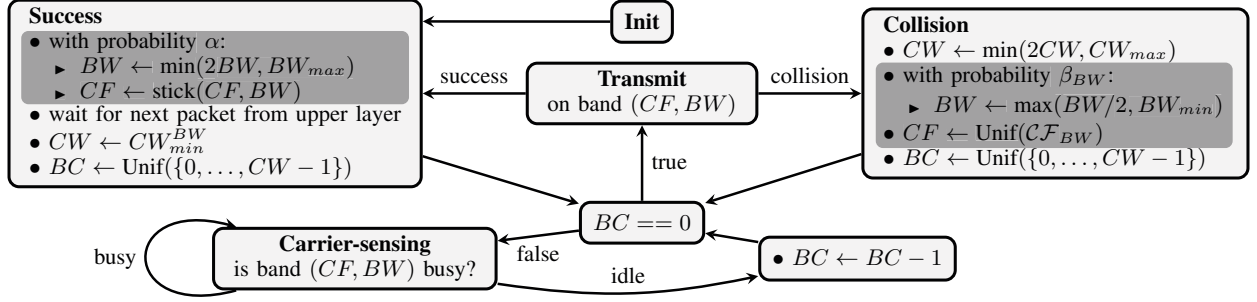 Success
• with probability α:
▸ BW ← min(2BW, BW_max)
▸ CF ← stick(CF, BW)
• wait for next packet from upper layer
• CW ← CW_min^BW
• BC ← Unif({0, . . . , CW − 1})
Init
success
Transmit
on band (CF, BW)
collision
Collision
• CW ← min(2CW, CW_max)
• with probability β_BW:
▸ BW ← max(BW/2, BW_min)
• CF ← Unif(𝒞ℱ_BW)
• BC ← Unif({0, . . . , CW − 1})
true
BC == 0
false
busy
Carrier-sensing
is band (CF, BW) busy?
idle
• BC ← BC − 1